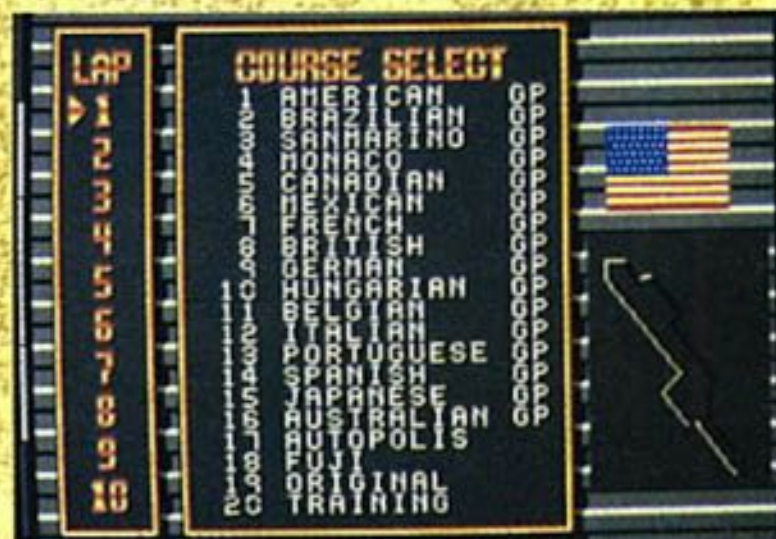 LAP
1
2
3
4
5
6
7
8
9
10
COURSE SELECT
1 AMERICAN GP
2 BRAZILIAN GP
3 SANMARINO GP
4 MONACO GP
5 CANADIAN GP
6 MEXICAN GP
7 FRENCH GP
8 BRITISH GP
9 GERMAN GP
10 HUNGARIAN GP
11 BELGIAN GP
12 ITALIAN GP
13 PORTUGUESE GP
14 SPANISH GP
15 JAPANESE GP
16 AUSTRALIAN GP
17 AUTOPOLIS
18 FUJI
19 ORIGINAL
20 TRAINING